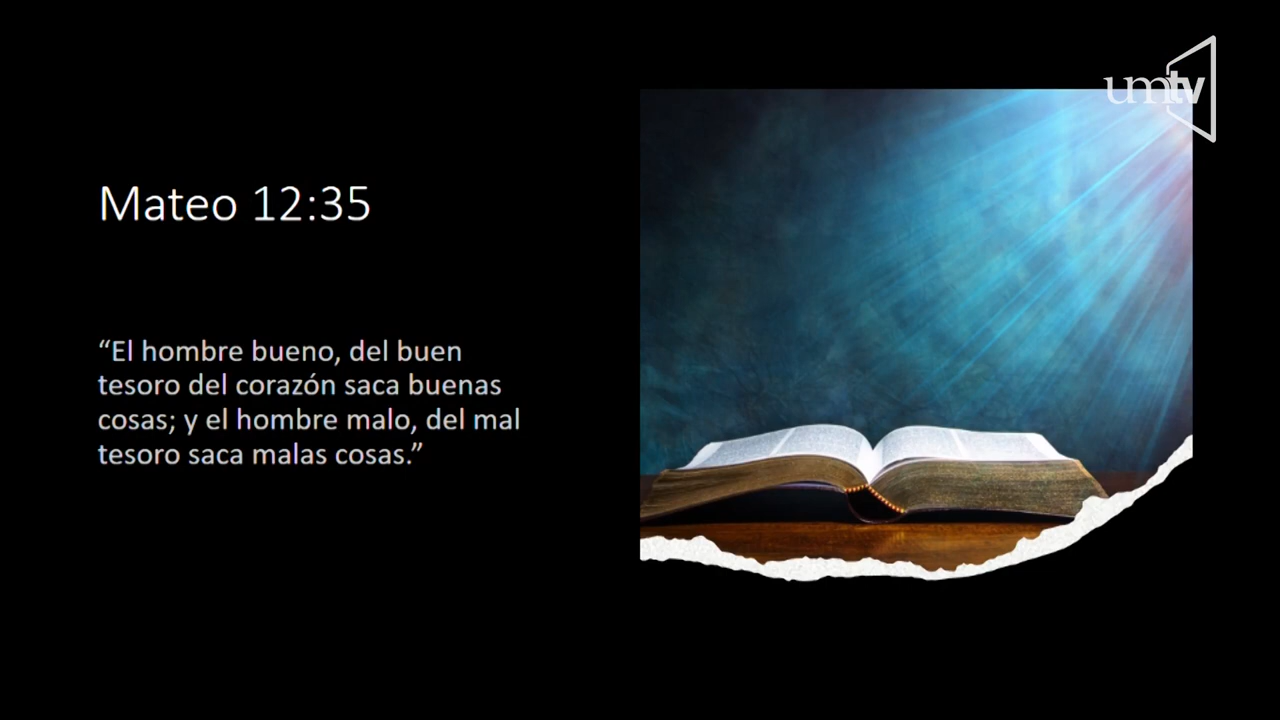 umtv
Mateo 12:35
“El hombre bueno, del buen
tesoro del corazón saca buenas
cosas; y el hombre malo, del mal
tesoro saca malas cosas.”